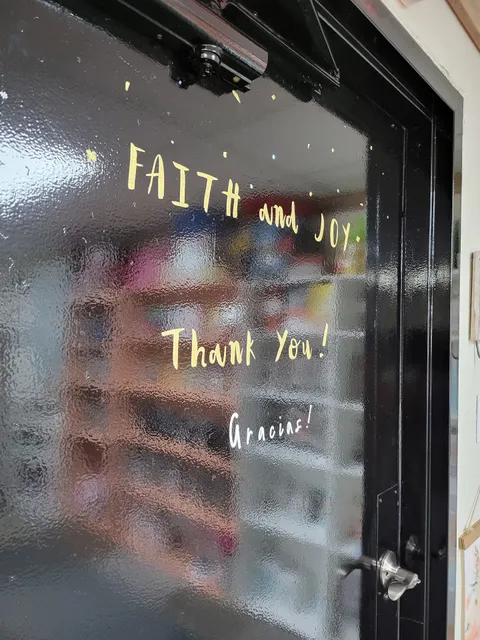 FAITH and JOY.
Thank You!
Gracias!